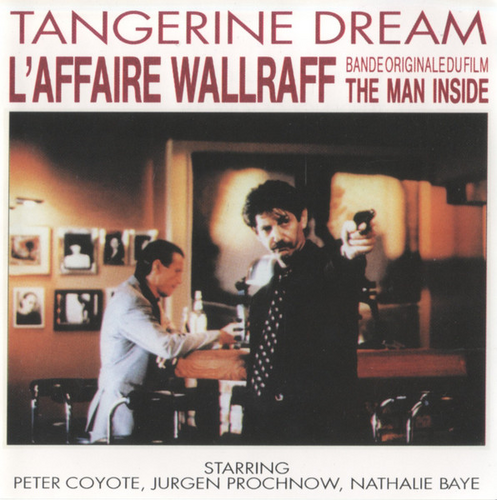 TANGERINE DREAM
L'AFFAIRE WALLRAFF
BANDE ORIGINALE DU FILM
THE MAN INSIDE
STARRING
PETER COYOTE, JURGEN PROCHNOW, NATHALIE BAYE